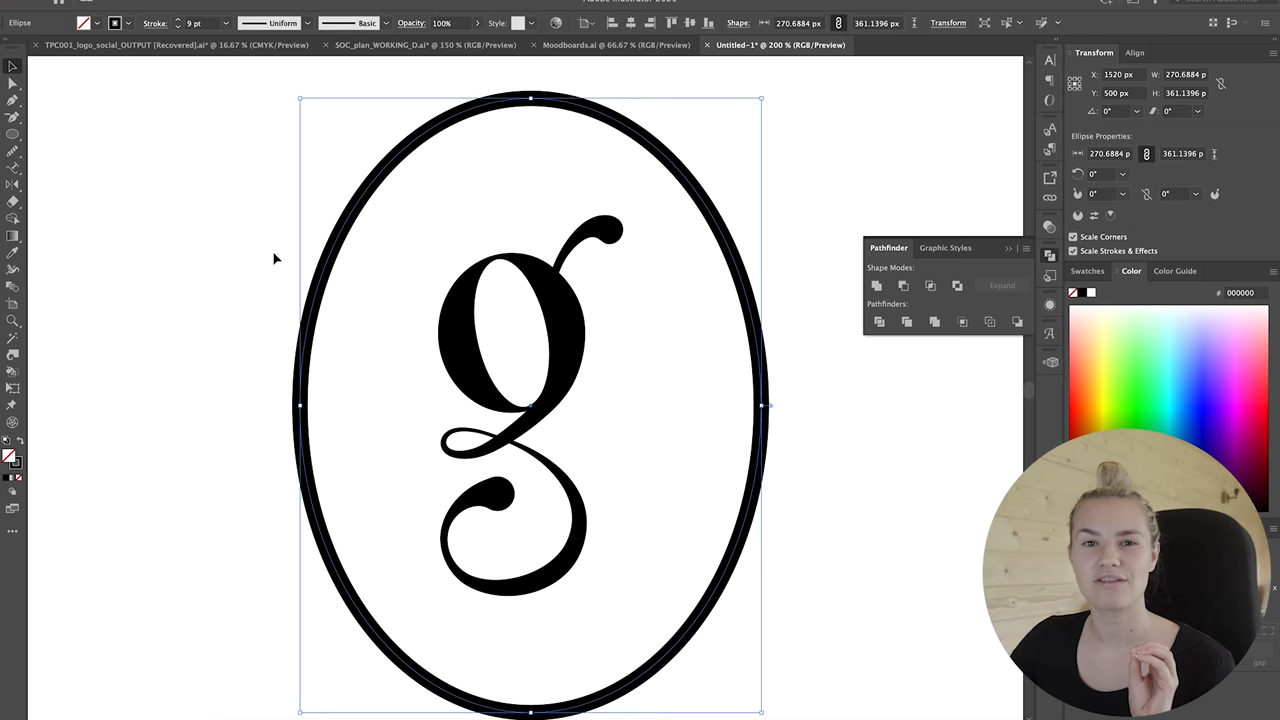 Ellipse Stroke: 9 pt Uniform Basic Opacity: 100% Style: Shape: 270.6884 px 361.1396 px Transform
TPC001_logo_social_OUTPUT [Recovered].ai* @ 16.67 % (CMYK/Preview) SOC_plan_WORKING_D.ai* @ 150 % (RGB/Preview) Moodboards.ai @ 66.67 % (RGB/Preview) Untitled-1* @ 200 % (RGB/Preview)
Transform Align
X: 1520 px W: 270.6884 p
Y: 500 px H: 361.1396 p
0° 0°
Ellipse Properties:
270.6884 p 361.1396 p
0°
0° 0°
Scale Corners
Scale Strokes & Effects
Pathfinder Graphic Styles
Shape Modes:
Expand
Pathfinders:
Swatches Color Color Guide
# 000000
g
gap